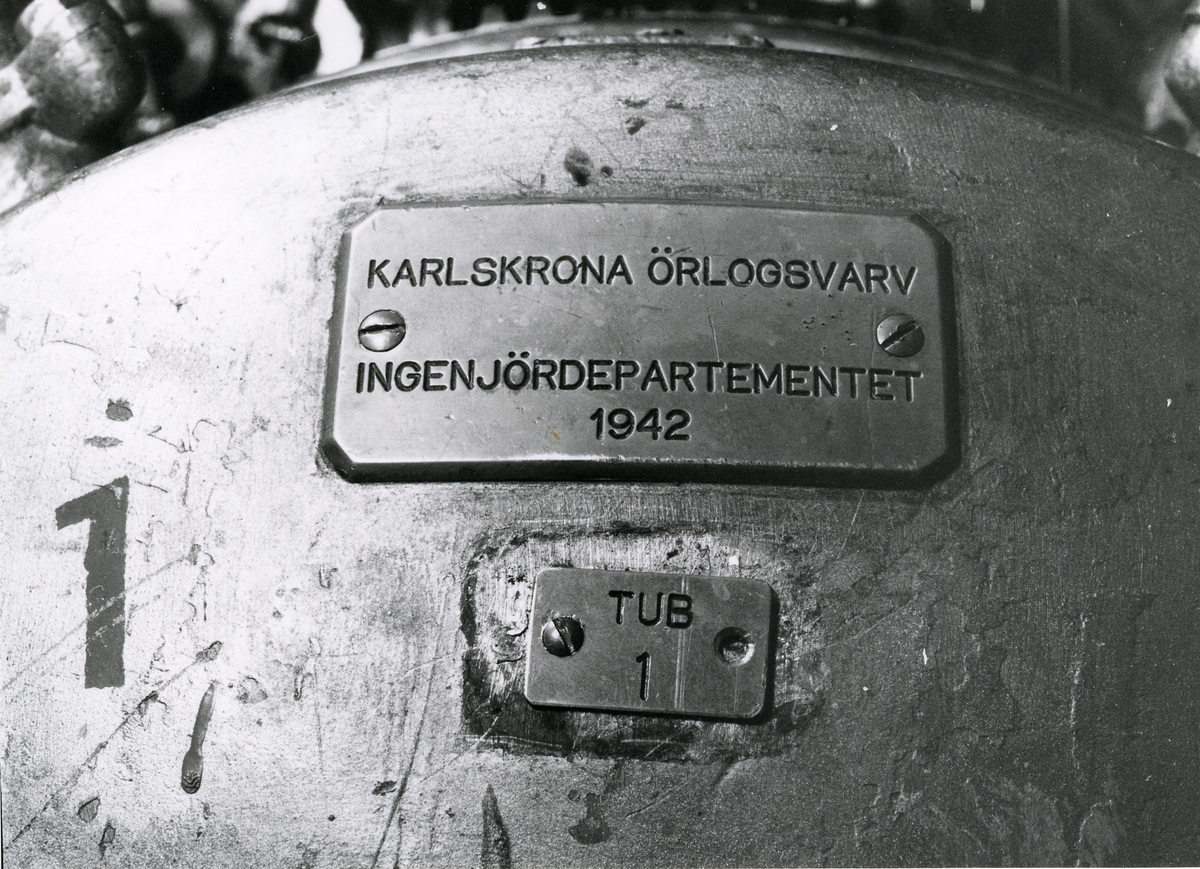 KARLSKRONA ÖRLOGSVARV
INGENJÖRDEPARTEMENTET
1942
1
TUB
1